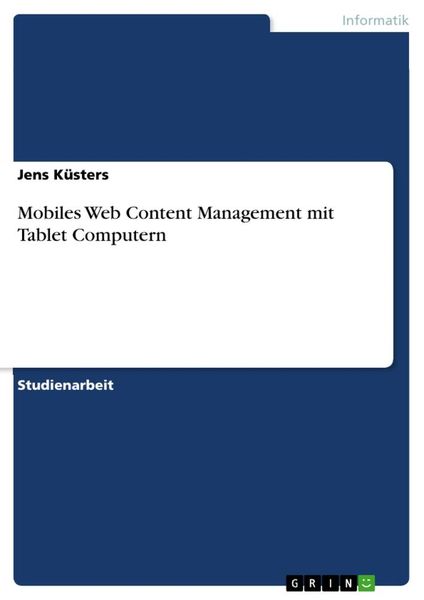 Informatik
Jens Küsters
Mobiles Web Content Management mit
Tablet Computern
Studienarbeit
GRIN